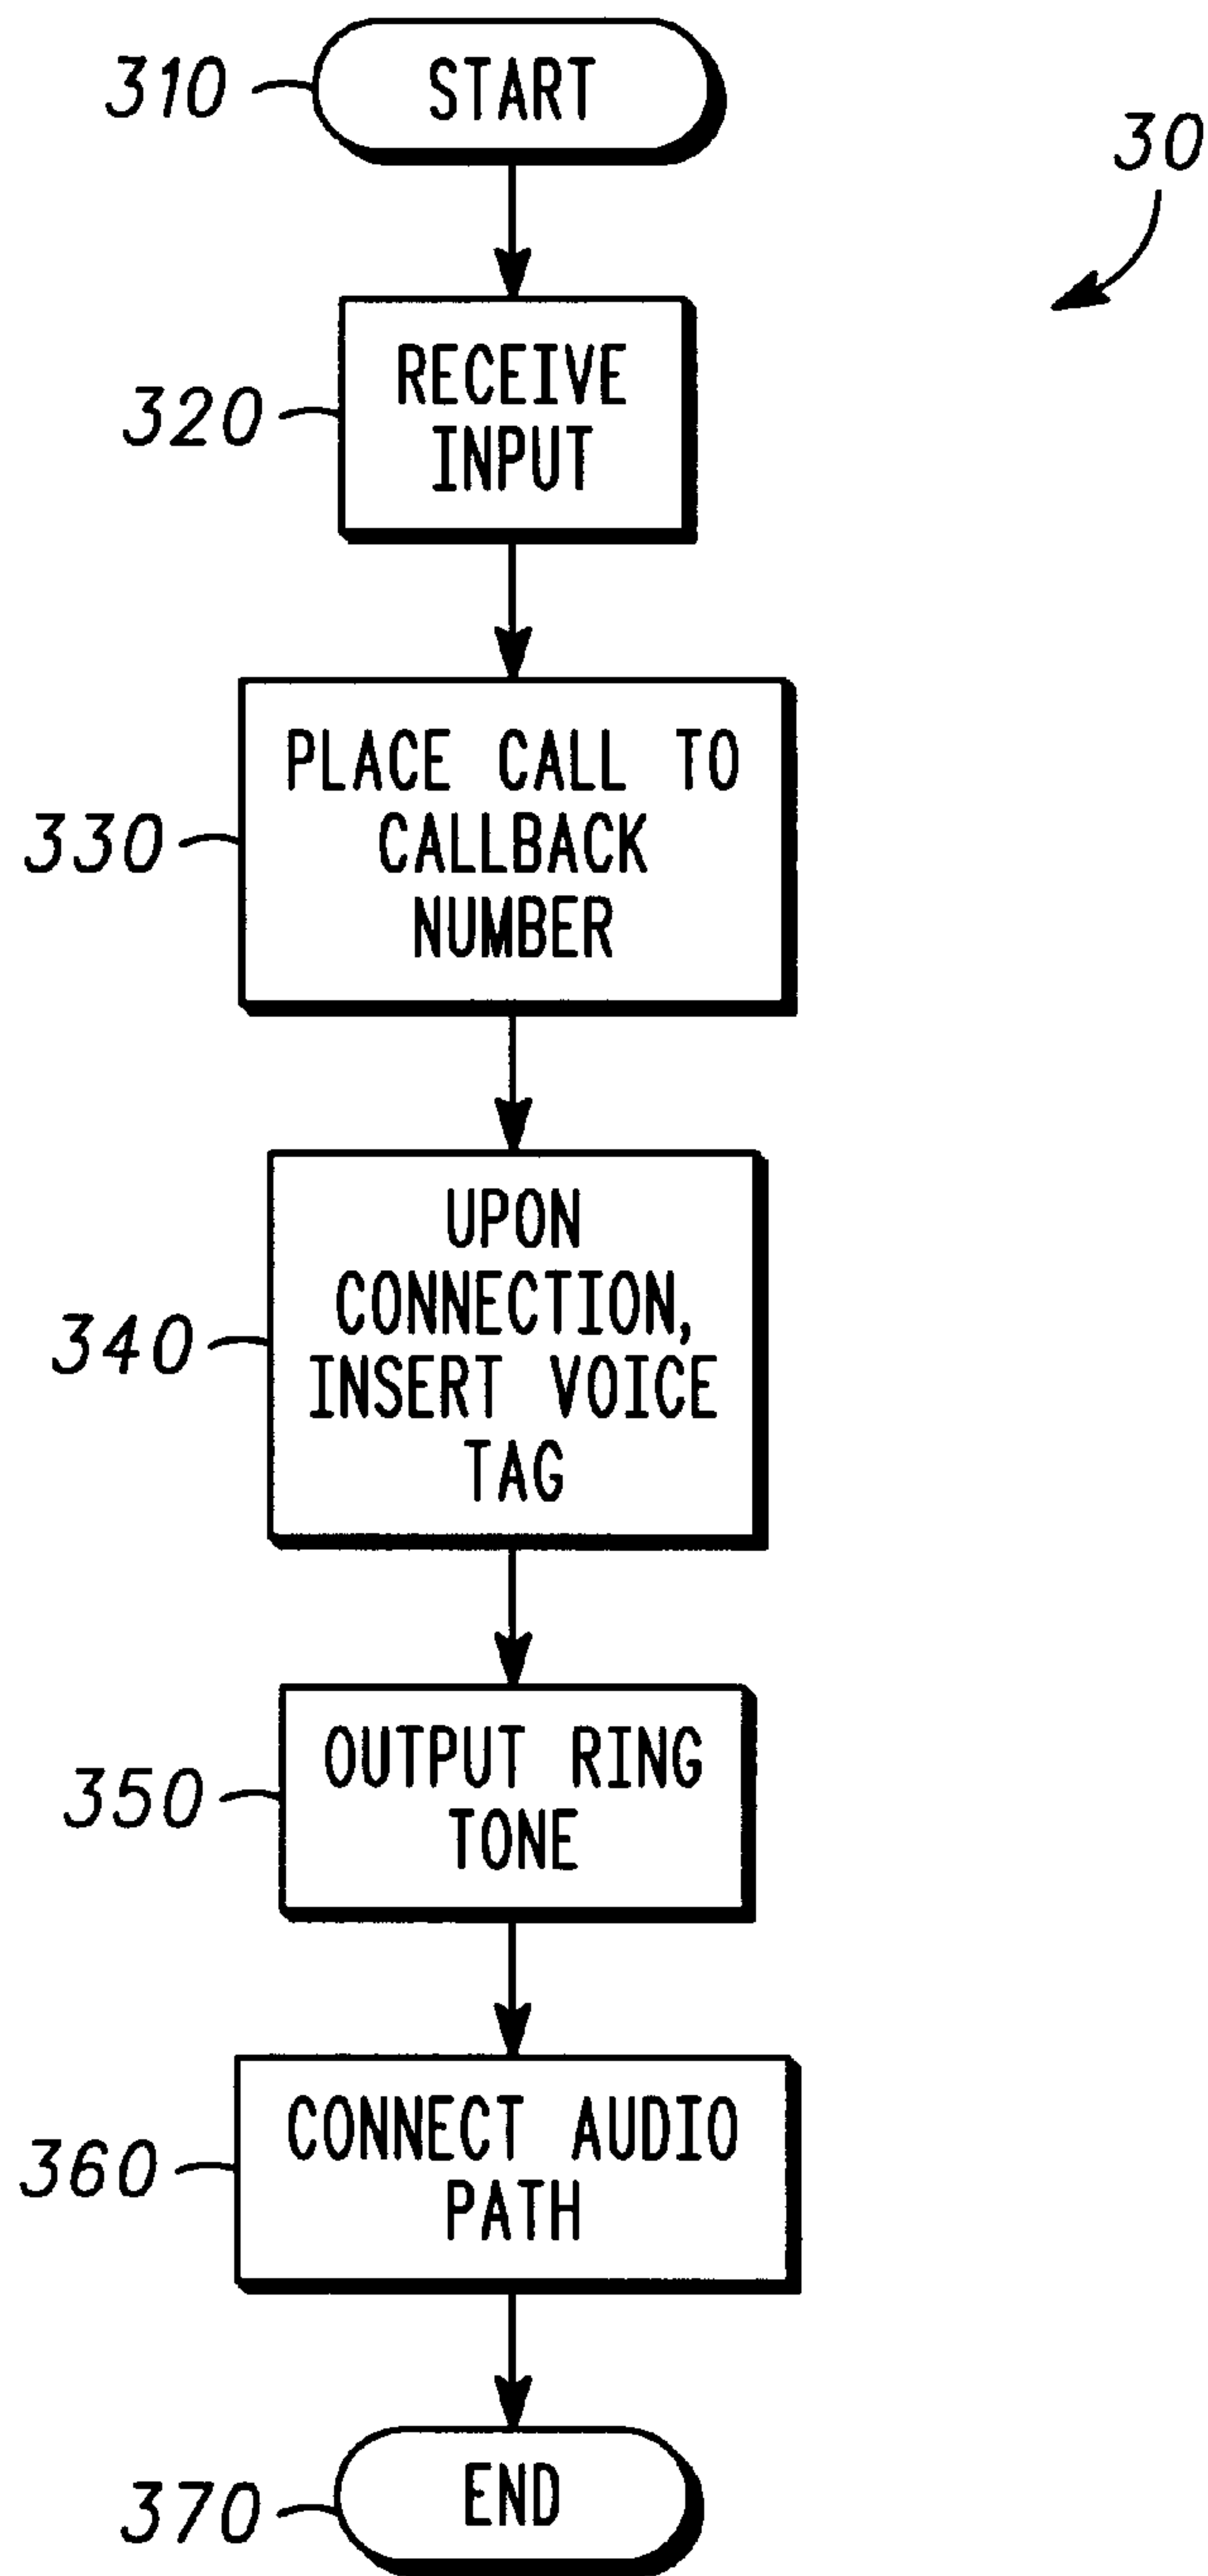 310
START
30
RECEIVE
320
INPUT
PLACE CALL TO
330
CALLBACK
NUMBER
UPON
CONNECTION,
340
INSERT VOICE
TAG
OUTPUT RING
350
TONE
CONNECT AUDIO
360
PATH
END
370